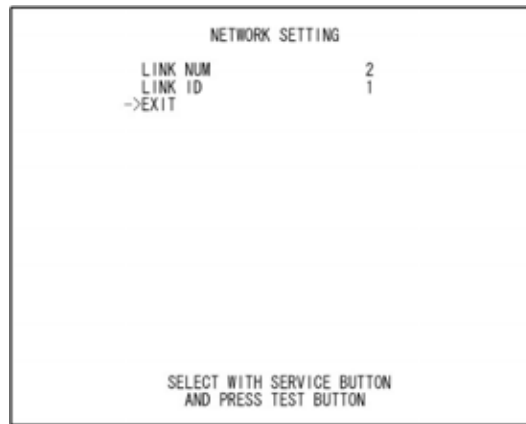 NETWORK SETTING
LINK NUM 2
LINK ID 1
->EXIT
SELECT WITH SERVICE BUTTON
AND PRESS TEST BUTTON